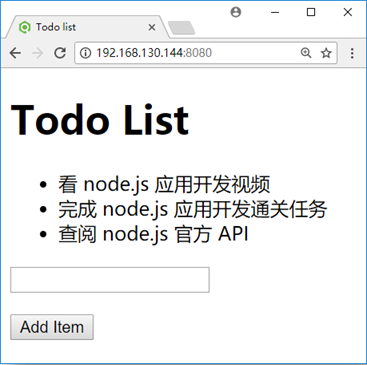 Todo list
192.168.130.144:8080
Todo List
看 node.js 应用开发视频
完成 node.js 应用开发通关任务
查阅 node.js 官方 API
Add Item